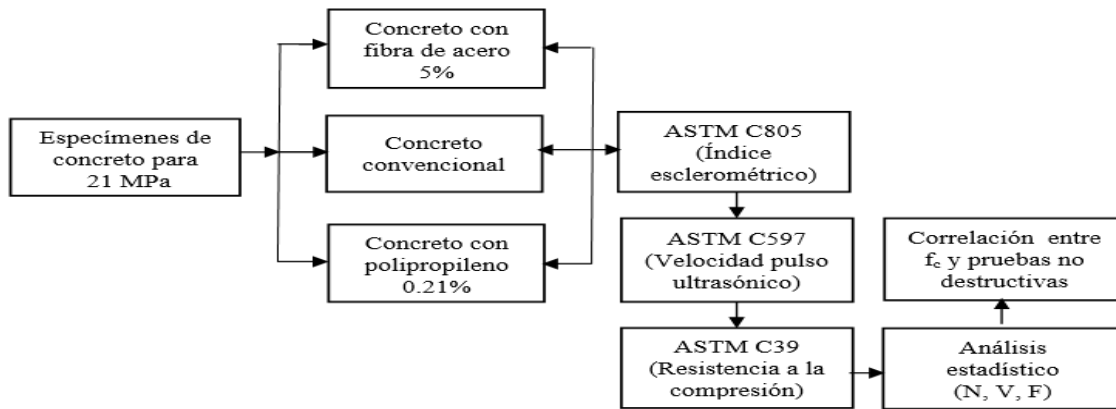 Concreto con
fibra de acero
5%
Especímenes de
concreto para
21 MPa
Concreto
convencional
Concreto con
polipropileno
0.21%
ASTM C805
(Índice
esclerométrico)
ASTM C597
(Velocidad pulso
ultrasónico)
ASTM C39
(Resistencia a la
compresión)
Análisis
estadístico
(N, V, F)
Correlación entre
fc y pruebas no
destructivas